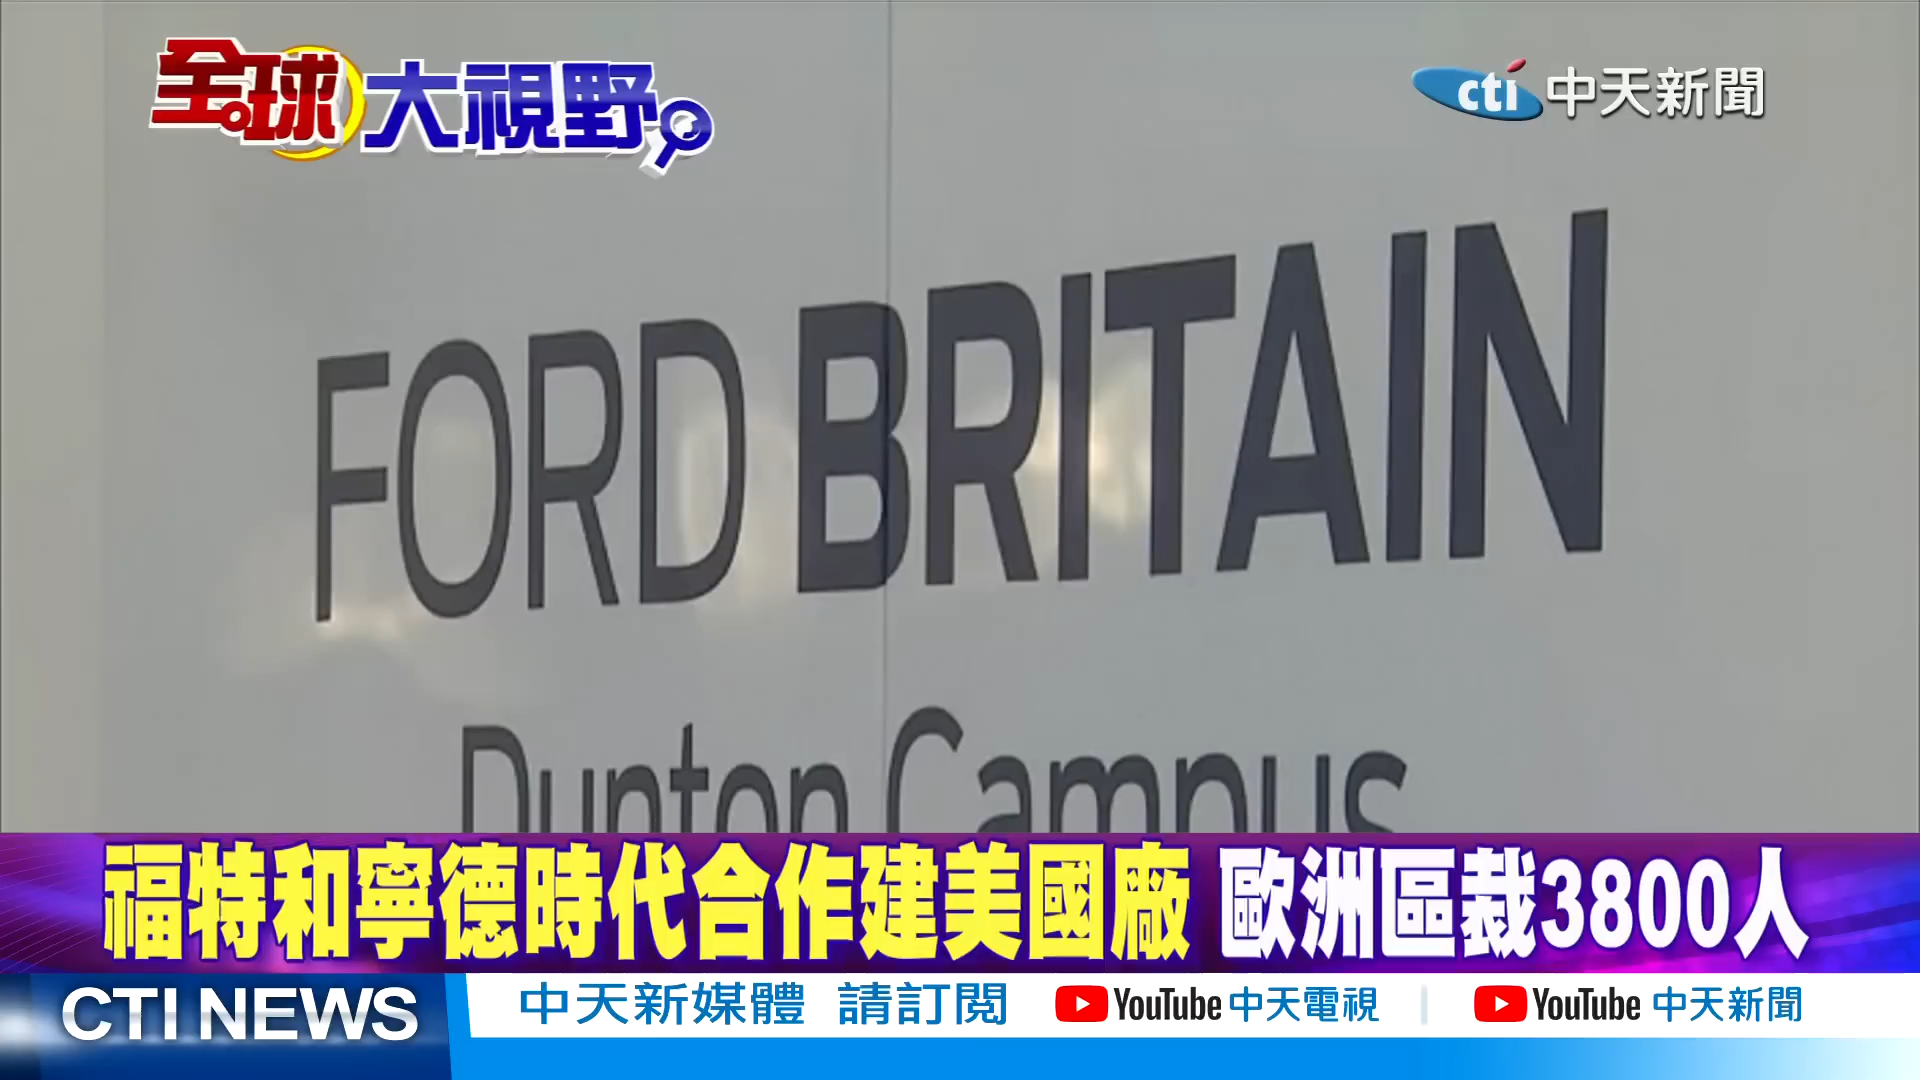 全球大視野
cti 中天新聞
FORD BRITAIN
Dunton Campus
福特和寧德時代合作建美國廠 歐洲區裁3800人
CTI NEWS
中天新媒體 請訂閱 YouTube 中天電視 YouTube 中天新聞